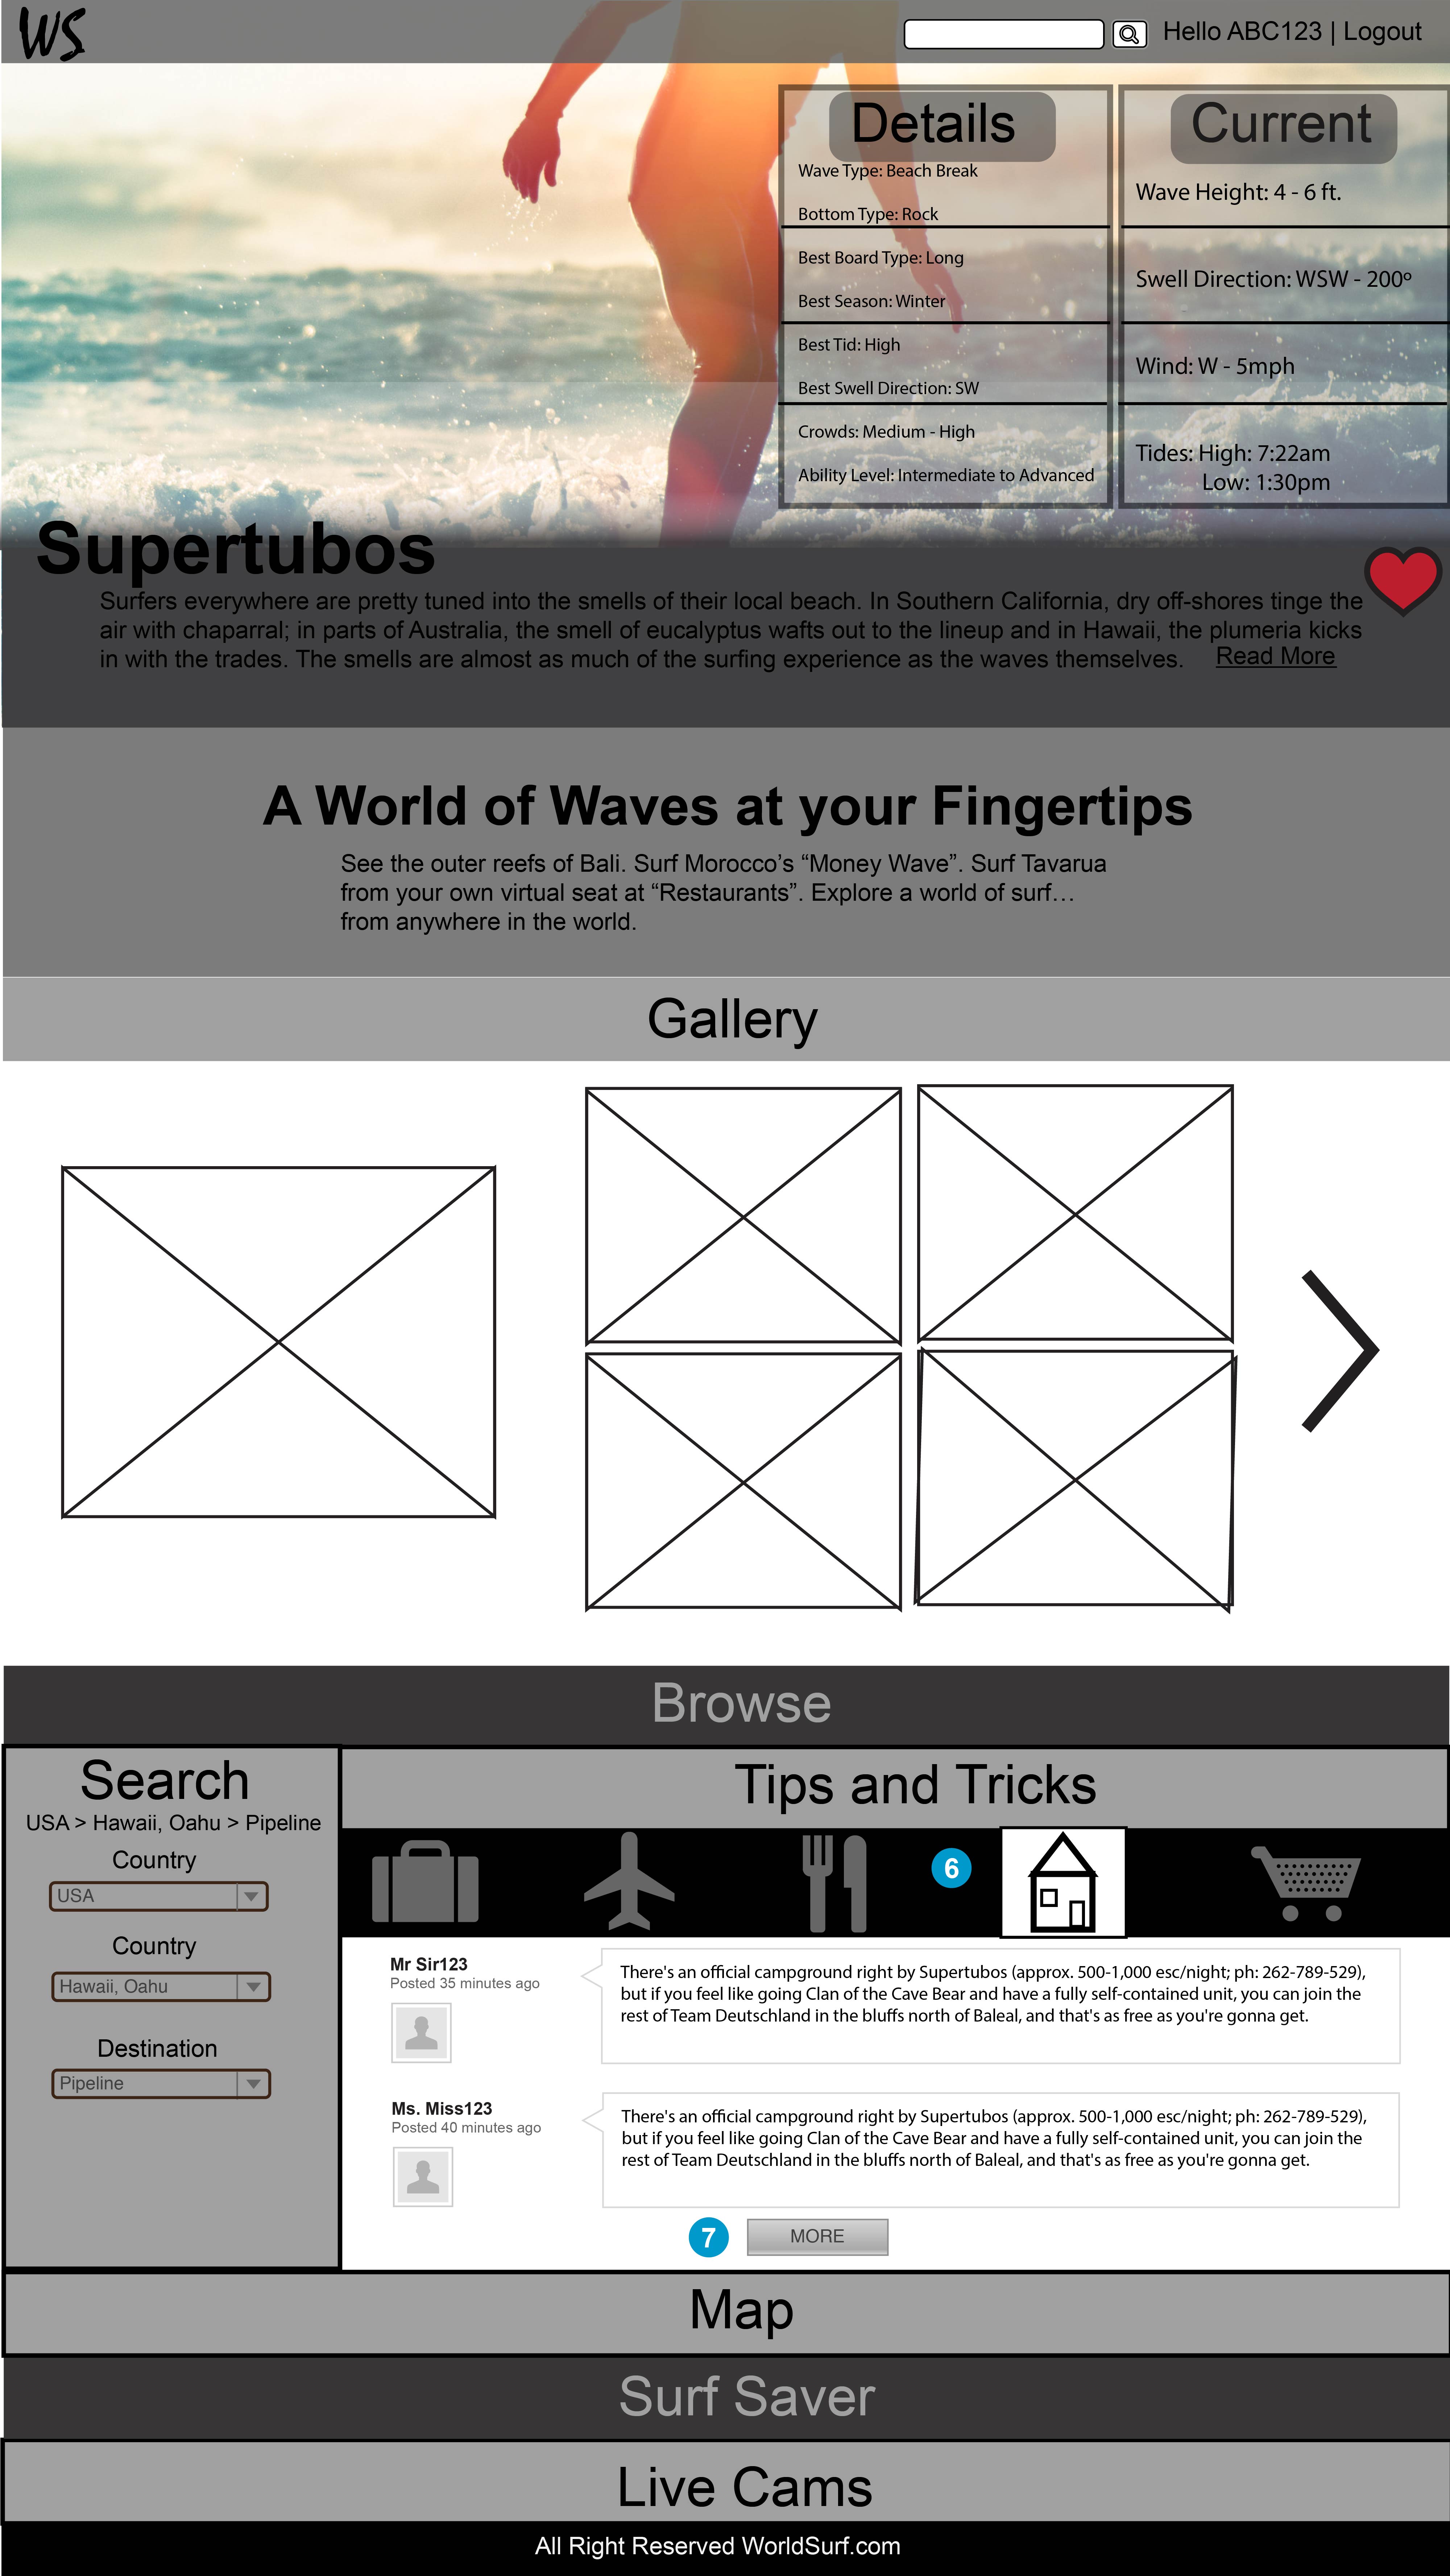 WS
Hello ABC123 | Logout
Details
Wave Type: Beach Break
Bottom Type: Rock
Best Board Type: Long
Best Season: Winter
Best Tid: High
Best Swell Direction: SW
Crowds: Medium - High
Ability Level: Intermediate to Advanced
Current
Wave Height: 4 - 6 ft.
Swell Direction: WSW - 200º
Wind: W - 5mph
Tides: High: 7:22am
Low: 1:30pm
Supertubos
Surfers everywhere are pretty tuned into the smells of their local beach. In Southern California, dry off-shores tinge the
air with chaparral; in parts of Australia, the smell of eucalyptus wafts out to the lineup and in Hawaii, the plumeria kicks
in with the trades. The smells are almost as much of the surfing experience as the waves themselves. Read More
A World of Waves at your Fingertips
See the outer reefs of Bali. Surf Morocco’s “Money Wave”. Surf Tavarua
from your own virtual seat at “Restaurants”. Explore a world of surf…
from anywhere in the world.
Gallery
Browse
Search
USA > Hawaii, Oahu > Pipeline
Country
USA
Country
Hawaii, Oahu
Destination
Pipeline
Tips and Tricks
6
Mr Sir123
Posted 35 minutes ago
There's an official campground right by Supertubos (approx. 500-1,000 esc/night; ph: 262-789-529),
but if you feel like going Clan of the Cave Bear and have a fully self-contained unit, you can join the
rest of Team Deutschland in the bluffs north of Baleal, and that's as free as you're gonna get.
Ms. Miss123
Posted 40 minutes ago
There's an official campground right by Supertubos (approx. 500-1,000 esc/night; ph: 262-789-529),
but if you feel like going Clan of the Cave Bear and have a fully self-contained unit, you can join the
rest of Team Deutschland in the bluffs north of Baleal, and that's as free as you're gonna get.
7
MORE
Map
Surf Saver
Live Cams
All Right Reserved WorldSurf.com